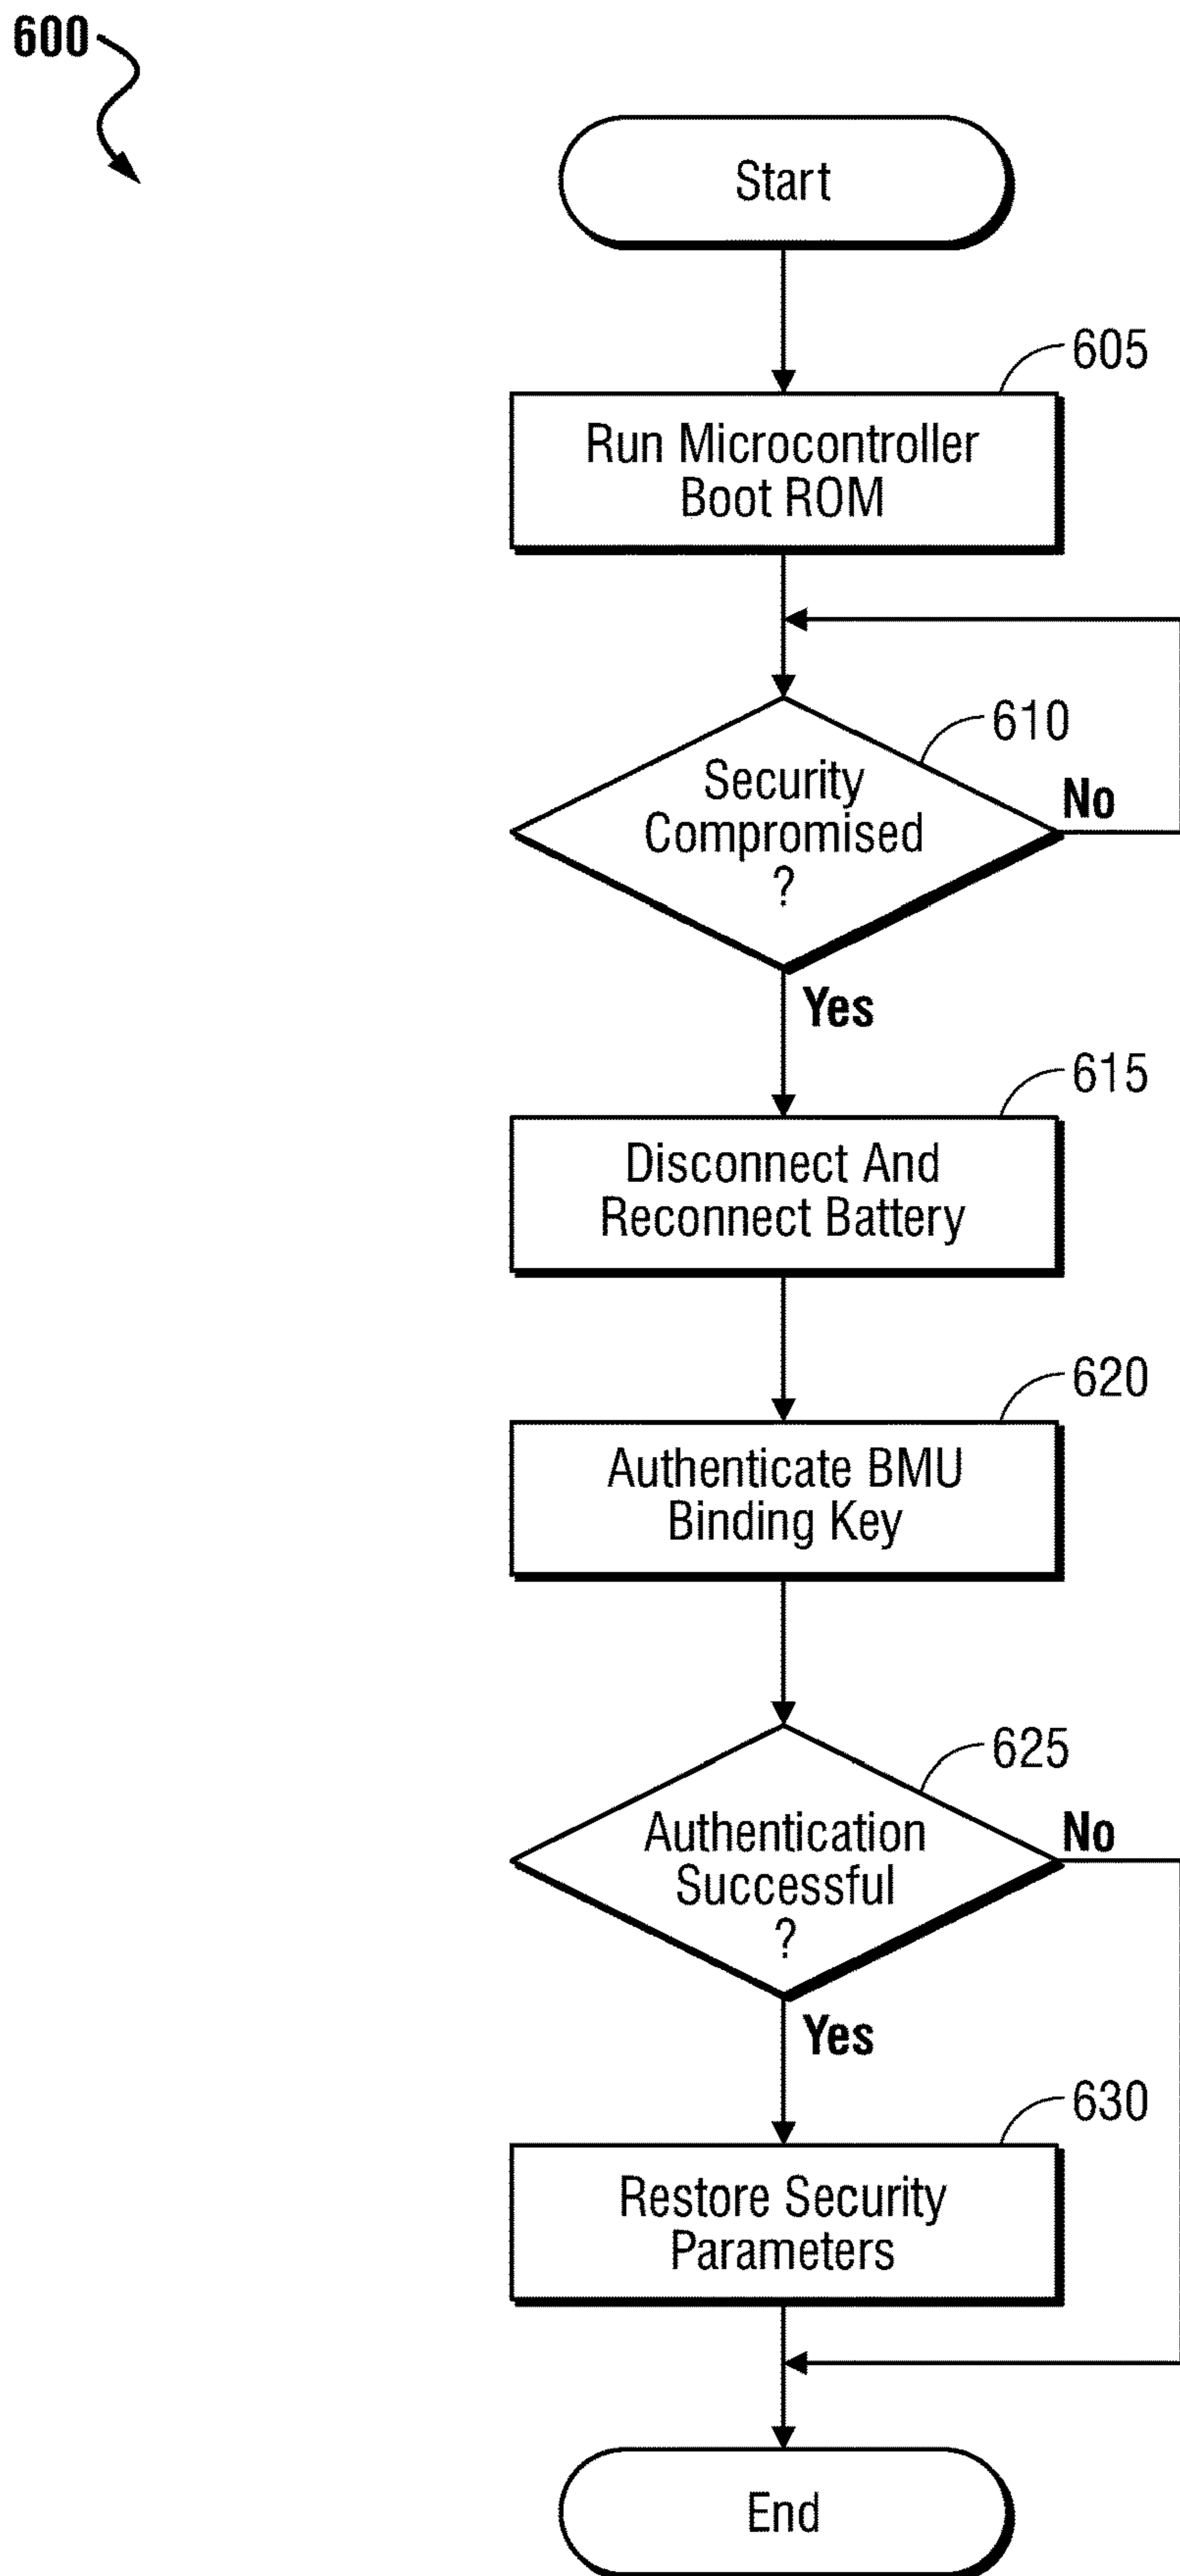 600
Start
605
Run Microcontroller
Boot ROM
610
Security
Compromised
?
No
Yes
615
Disconnect And
Reconnect Battery
620
Authenticate BMU
Binding Key
625
Authentication
Successful
?
No
Yes
630
Restore Security
Parameters
End